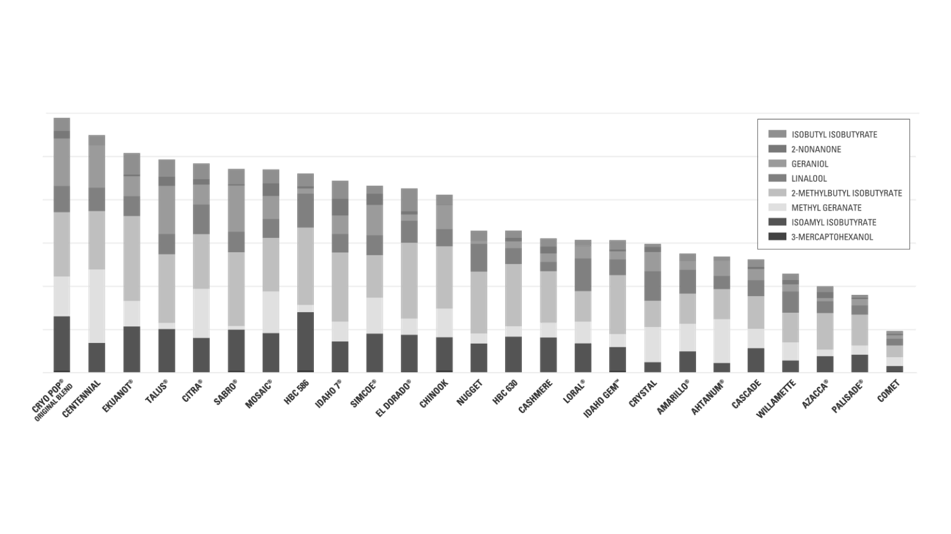 ISOBUTYL ISOBUTYRATE
2-NONANONE
GERANIOL
LINALOOL
2-METHYLBUTYL ISOBUTYRATE
METHYL GERANATE
ISOAMYL ISOBUTYRATE
3-MERCAPTOHEXANOL
CRYO POP®
ORIGINAL BLEND
CENTENNIAL
EKUANOT®
TALUS®
CITRA®
SABRO®
MOSAIC®
HBC 586
IDAHO 7®
SIMCOE®
EL DORADO®
CHINOOK
NUGGET
HBC 630
CASHMERE
LORAL®
IDAHO GEM™
CRYSTAL
AMARILLO®
AHTANUM®
CASCADE
WILLAMETTE
AZACCA®
PALISADE®
COMET